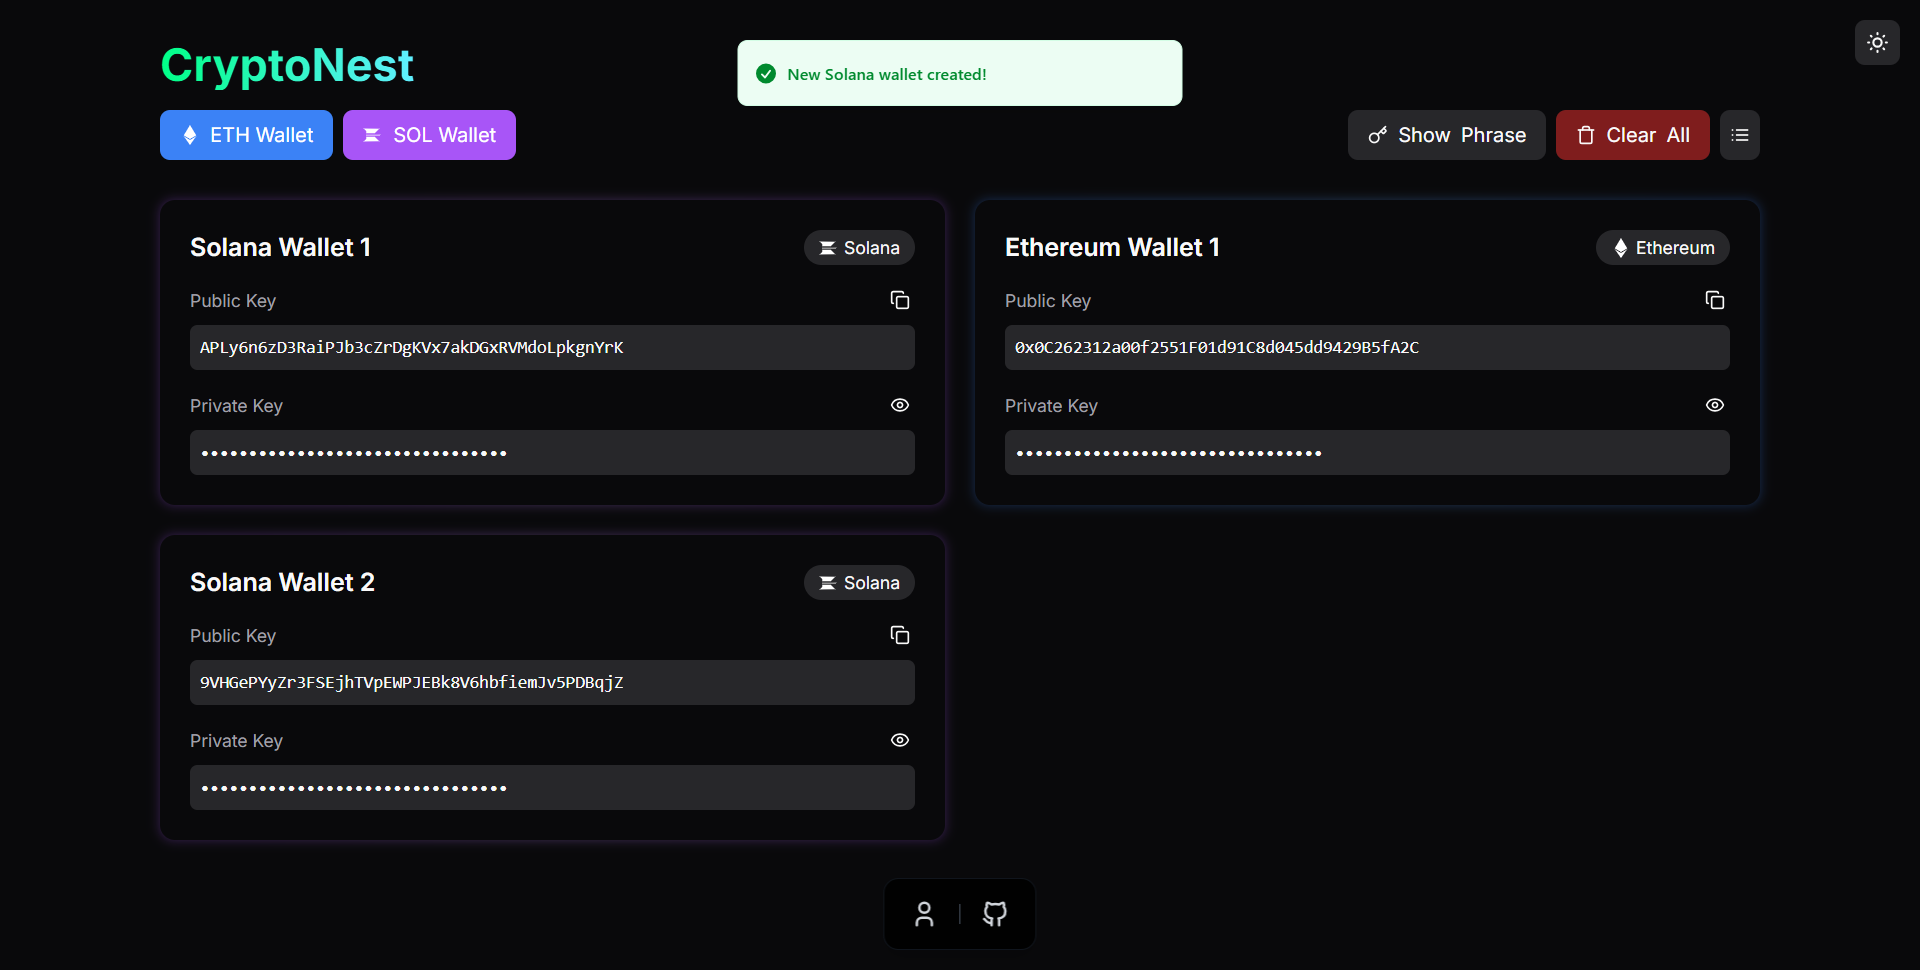 CryptoNest
New Solana wallet created!
ETH Wallet
SOL Wallet
Show Phrase
Clear All
Solana Wallet 1
Solana
Public Key
APLy6n6zD3RaiPJb3cZrDgKVx7akDGxRVMdoLpkgnYrK
Private Key
••••••••••••••••••••••••••••••••
Ethereum Wallet 1
Ethereum
Public Key
0x0C262312a00f2551F01d91C8d045dd9429B5fA2C
Private Key
••••••••••••••••••••••••••••••••
Solana Wallet 2
Solana
Public Key
9VHGePYyZr3FSEjhTVpEWPJEBk8V6hbfiemJv5PDBqjZ
Private Key
••••••••••••••••••••••••••••••••